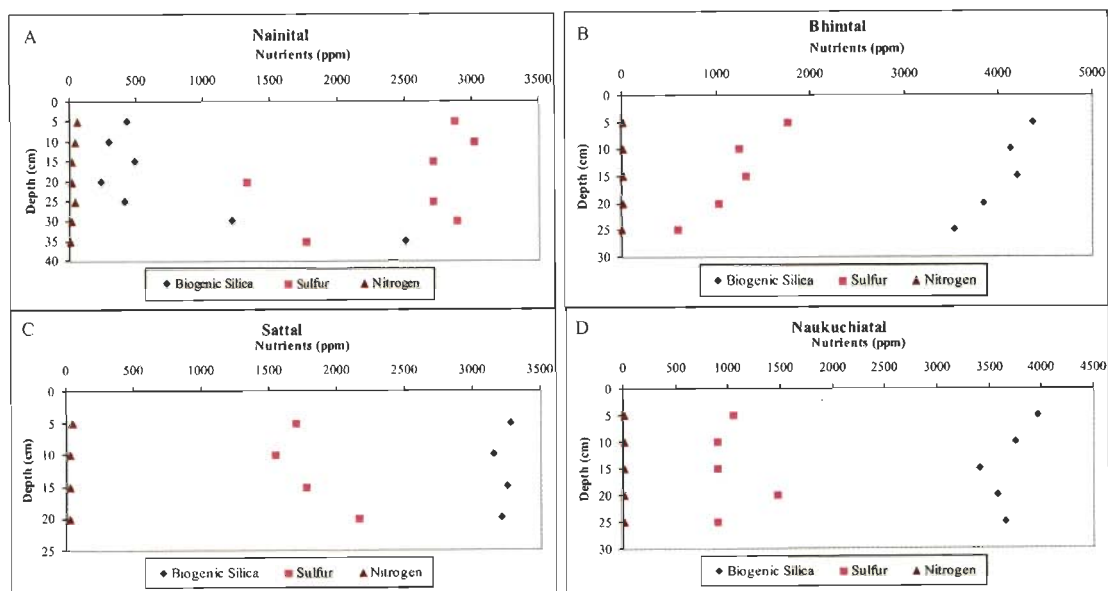 A
Nainital
Nutrients (ppm)
0 500 1000 1500 2000 2500 3000 3500
Depth (cm)
0
5
10
15
20
25
30
35
40
Biogenic Silica Sulfur Nitrogen
B
Bhimtal
Nutrients (ppm)
0 1000 2000 3000 4000 5000
Depth (cm)
0
5
10
15
20
25
30
Biogenic Silica Sulfur Nitrogen
C
Sattal
Nutrients (ppm)
0 500 1000 1500 2000 2500 3000 3500
Depth (cm)
0
5
10
15
20
25
Biogenic Silica Sulfur Nitrogen
D
Naukuchiatal
Nutrients (ppm)
0 500 1000 1500 2000 2500 3000 3500 4000 4500
Depth (cm)
0
5
10
15
20
25
30
Biogenic Silica Sulfur Nitrogen